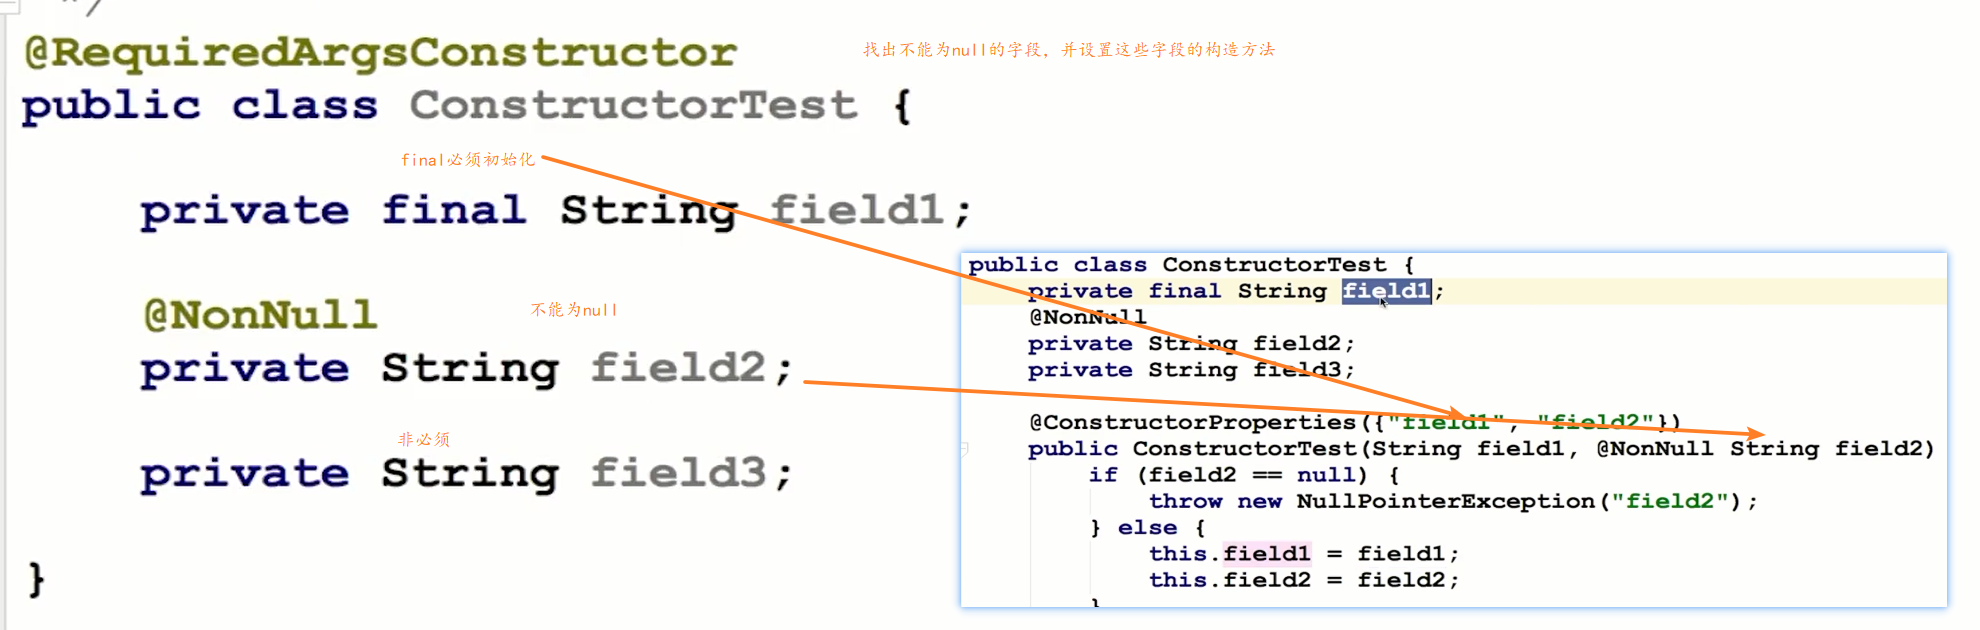 */
@RequiredArgsConstructor
找出不能为null的字段，并设置这些字段的构造方法
public class ConstructorTest {
final必须初始化
private final String field1;
@NonNull
不能为null
private String field2;
非必须
private String field3;
}
public class ConstructorTest {
private final String field1;
@NonNull
private String field2;
private String field3;
@ConstructorProperties({"field1", "field2"})
public ConstructorTest(String field1, @NonNull String field2)
if (field2 == null) {
throw new NullPointerException("field2");
} else {
this.field1 = field1;
this.field2 = field2;
}